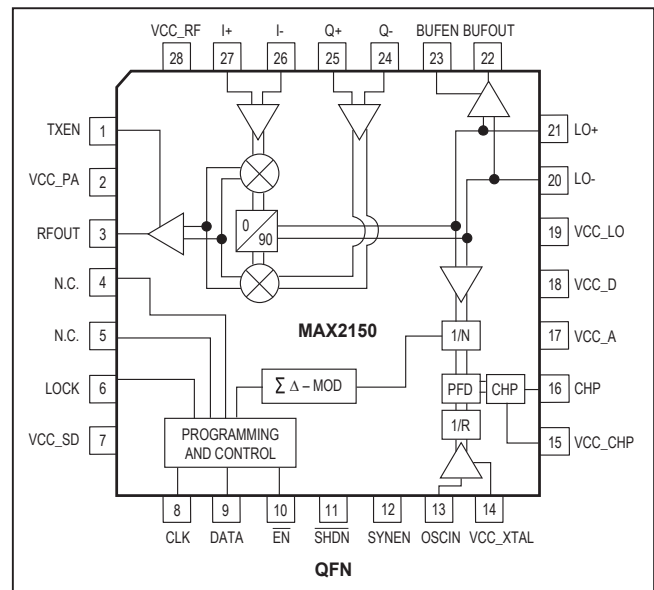 VCC_RF I+ I- Q+ Q- BUFEN BUFOUT
28 27 26 25 24 23 22
TXEN 1
21 LO+
VCC_PA 2
20 LO-
RFOUT 3
19 VCC_LO
0
90
N.C. 4
18 VCC_D
MAX2150
1/N
N.C. 5
17 VCC_A
Σ Δ – MOD
PFD CHP
LOCK 6
16 CHP
1/R
VCC_SD 7
15 VCC_CHP
PROGRAMMING
AND CONTROL
8 9 10 11 12 13 14
CLK DATA E̅N̅ S̅H̅D̅N̅ SYNEN OSCIN VCC_XTAL
QFN